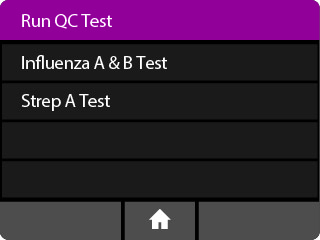 Run QC Test
Influenza A & B Test
Strep A Test